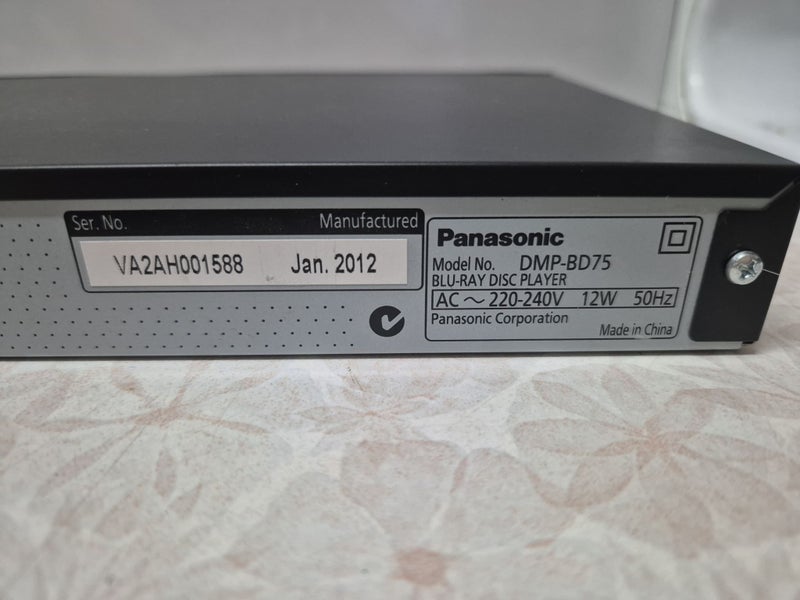 Ser. No. Manufactured
VA2AH001588 Jan. 2012
Panasonic
Model No. DMP-BD75
BLU-RAY DISC PLAYER
AC ~ 220-240V 12W 50Hz
Panasonic Corporation
Made in China